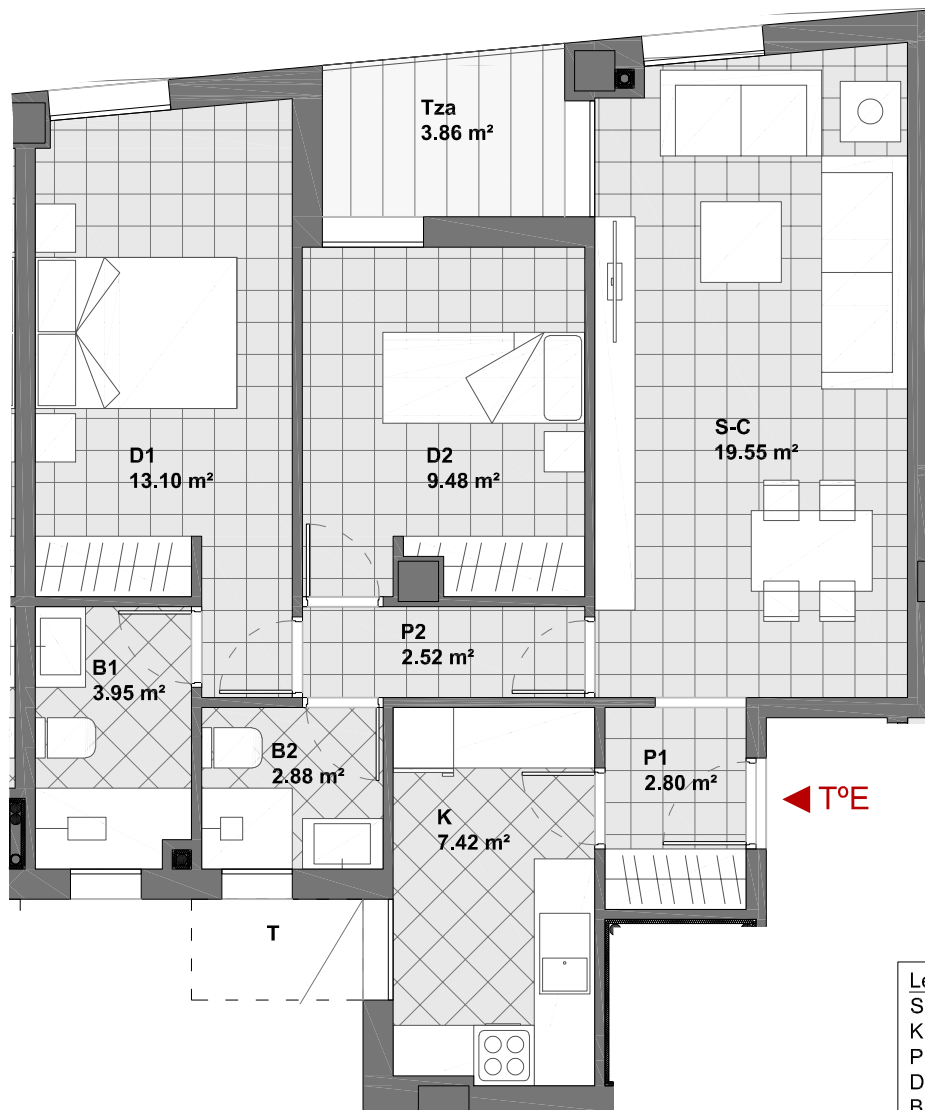 Tza
3.86 m²
D1
13.10 m²
D2
9.48 m²
S-C
19.55 m²
P2
2.52 m²
B1
3.95 m²
B2
2.88 m²
K
7.42 m²
P1
2.80 m²
TºE
T
Le
S
K
P
D
B